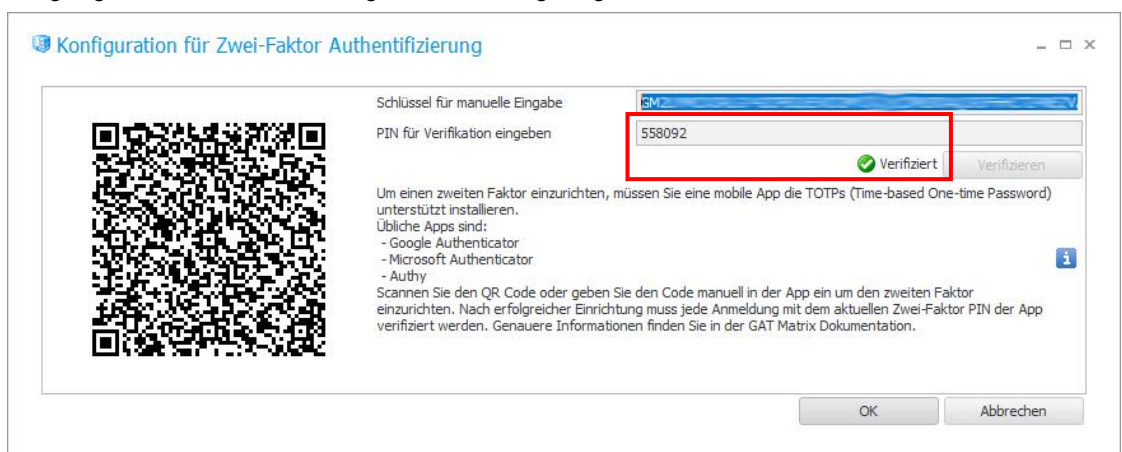 Konfiguration für Zwei-Faktor Authentifizierung
Schlüssel für manuelle Eingabe
GM2
PIN für Verifikation eingeben
558092
Verifiziert
Verifizieren
Um einen zweiten Faktor einzurichten, müssen Sie eine mobile App die TOTPs (Time-based One-time Password)
unterstützt installieren.
Übliche Apps sind:
- Google Authenticator
- Microsoft Authenticator
- Authy
Scannen Sie den QR Code oder geben Sie den Code manuell in der App ein um den zweiten Faktor
einzurichten. Nach erfolgreicher Einrichtung muss jede Anmeldung mit dem aktuellen Zwei-Faktor PIN der App
verifiziert werden. Genauere Informationen finden Sie in der GAT Matrix Dokumentation.
OK
Abbrechen